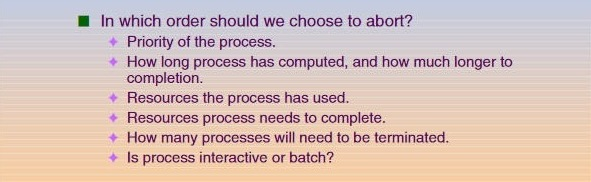 In which order should we choose to abort?
Priority of the process.
How long process has computed, and how much longer to
completion.
Resources the process has used.
Resources process needs to complete.
How many processes will need to be terminated.
Is process interactive or batch?